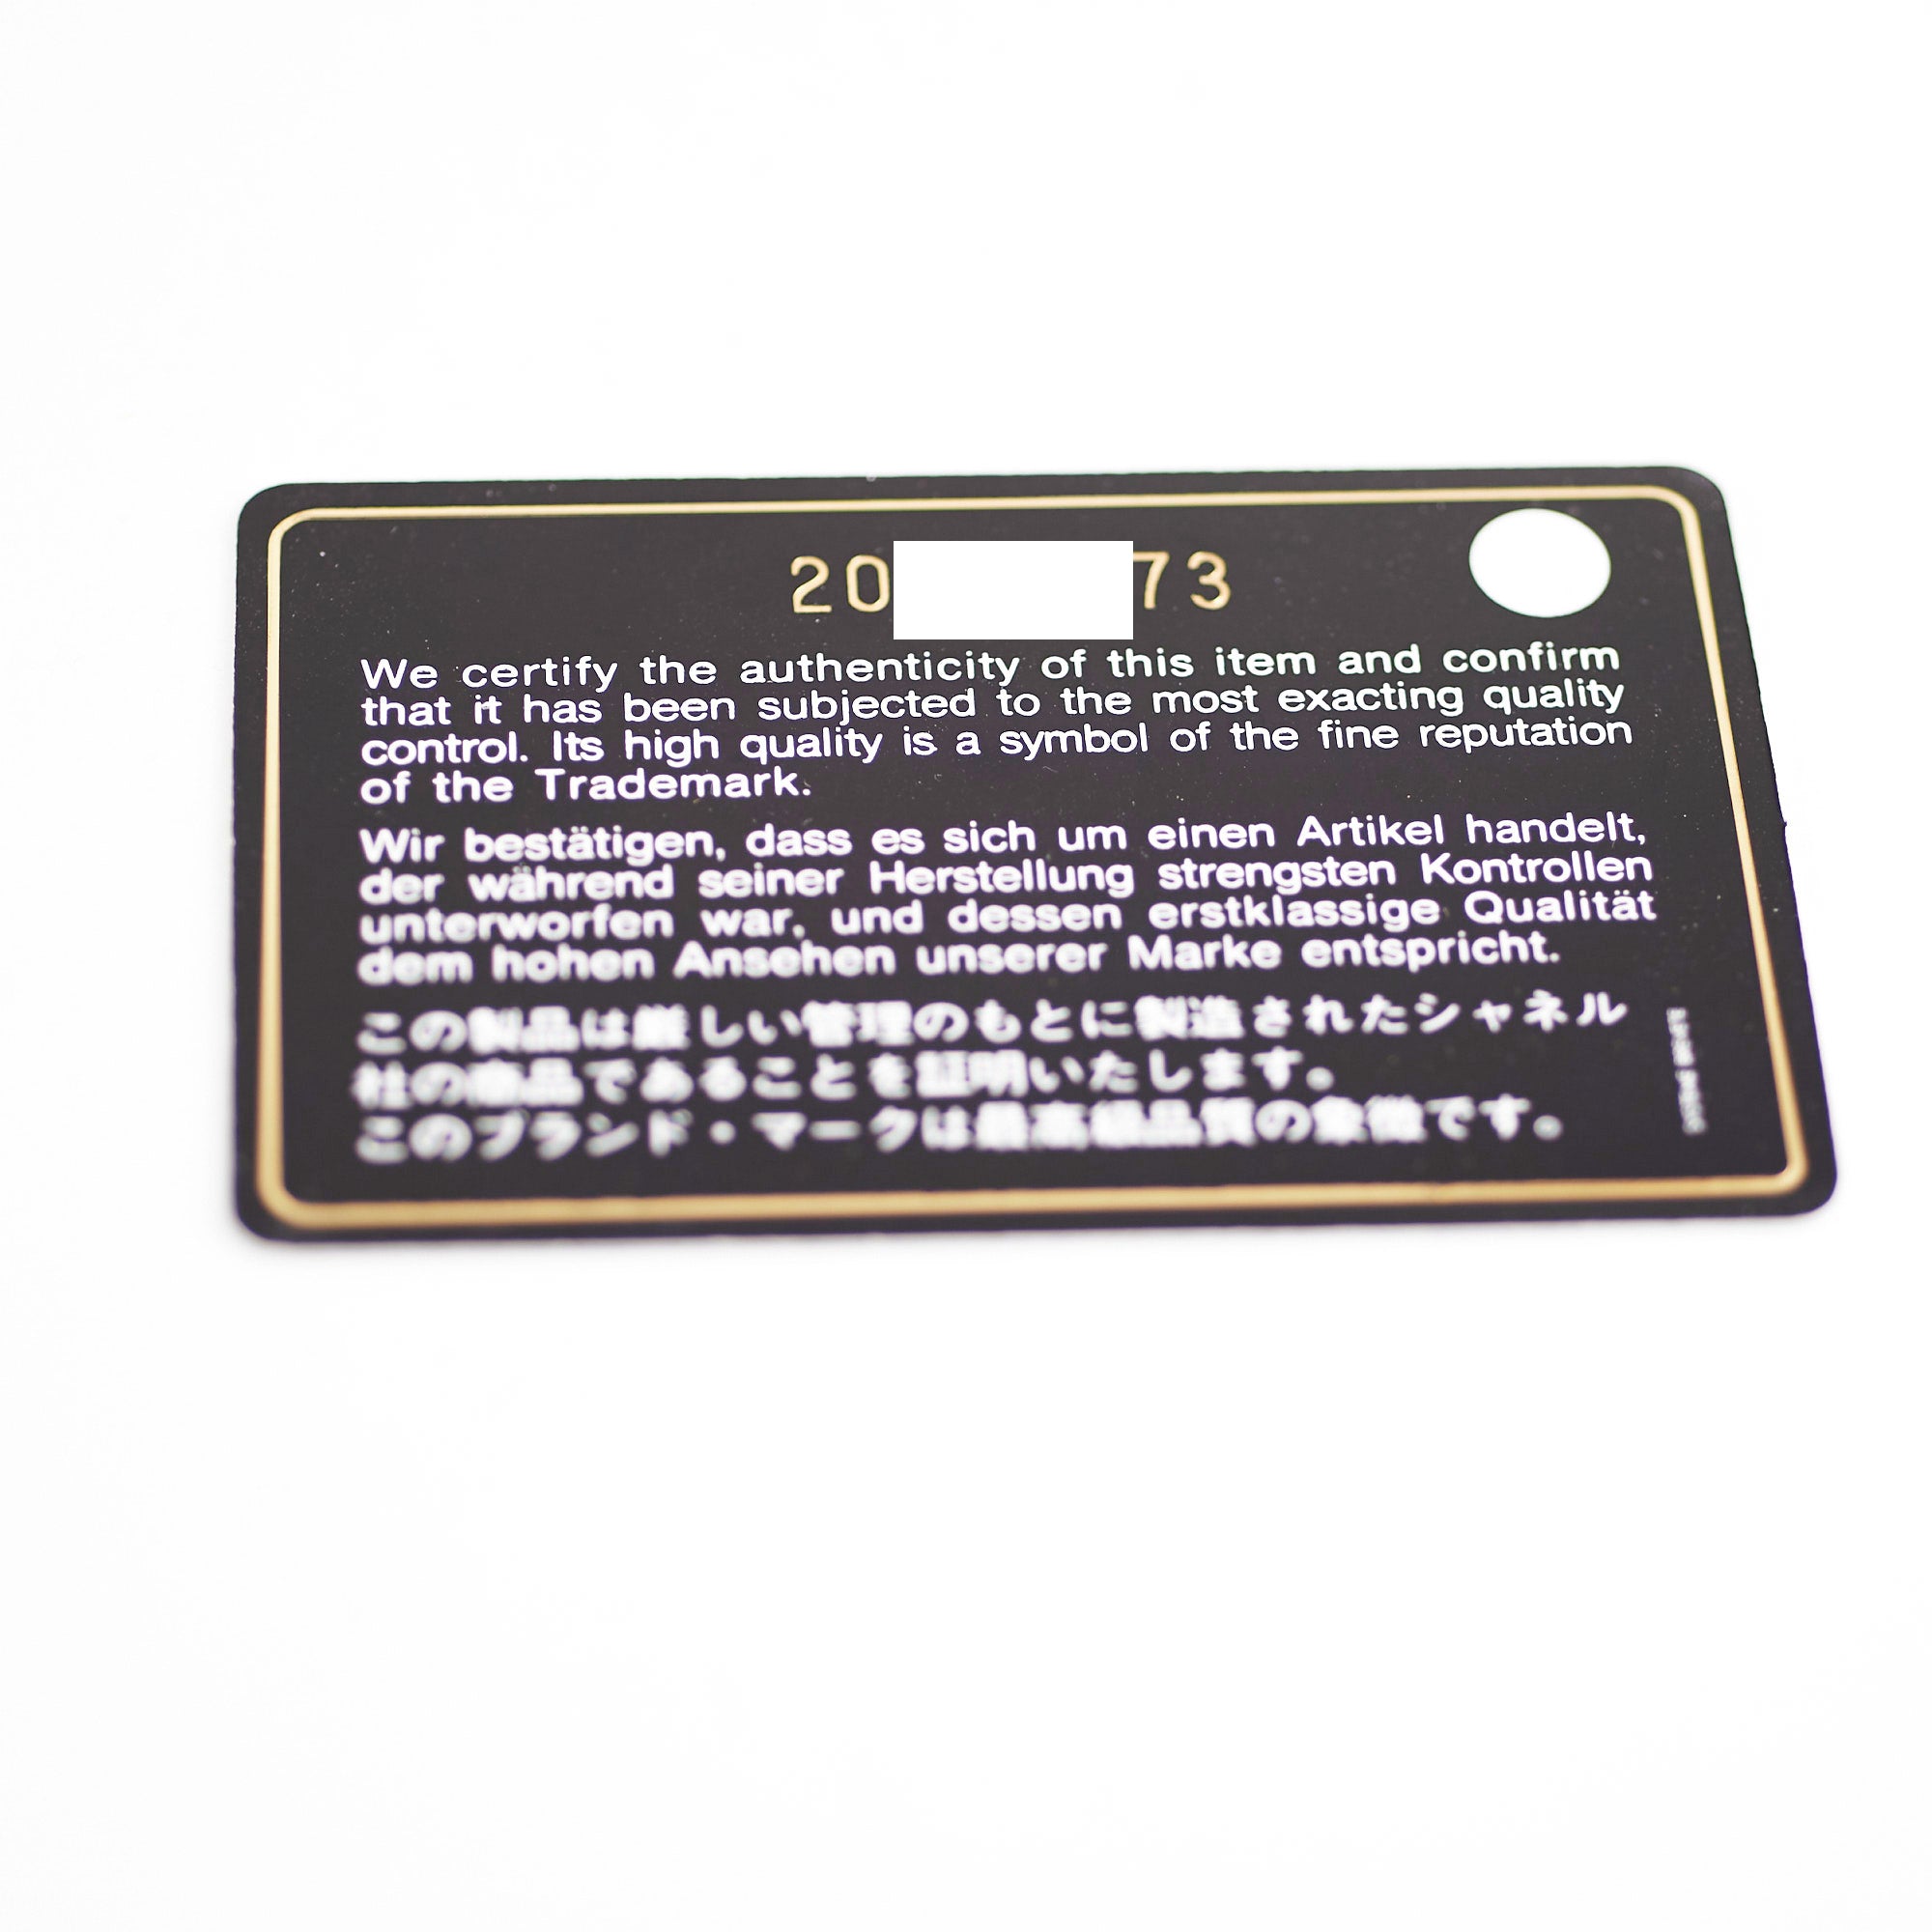 20 73
We certify the authenticity of this item and confirm
that it has been subjected to the most exacting quality
control. Its high quality is a symbol of the fine reputation
of the Trademark.
Wir bestätigen, dass es sich um einen Artikel handelt,
der während seiner Herstellung strengsten Kontrollen
unterworfen war, und dessen erstklassige Qualität
dem hohen Ansehen unserer Marke entspricht.
この製品は厳しい管理のもとに製造されたシャネル
社の商品であることを証明いたします。
このブランド・マークは最高級品質の象徴です。